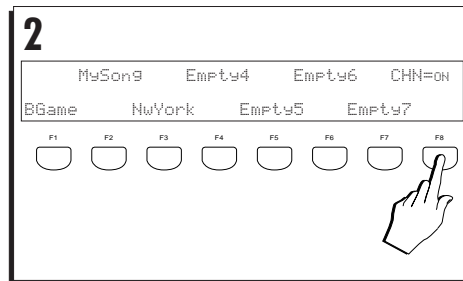 2
MySong Empty4 Empty6 CHN=ON
BGame NwYork Empty5 Empty7
F1 F2 F3 F4 F5 F6 F7 F8